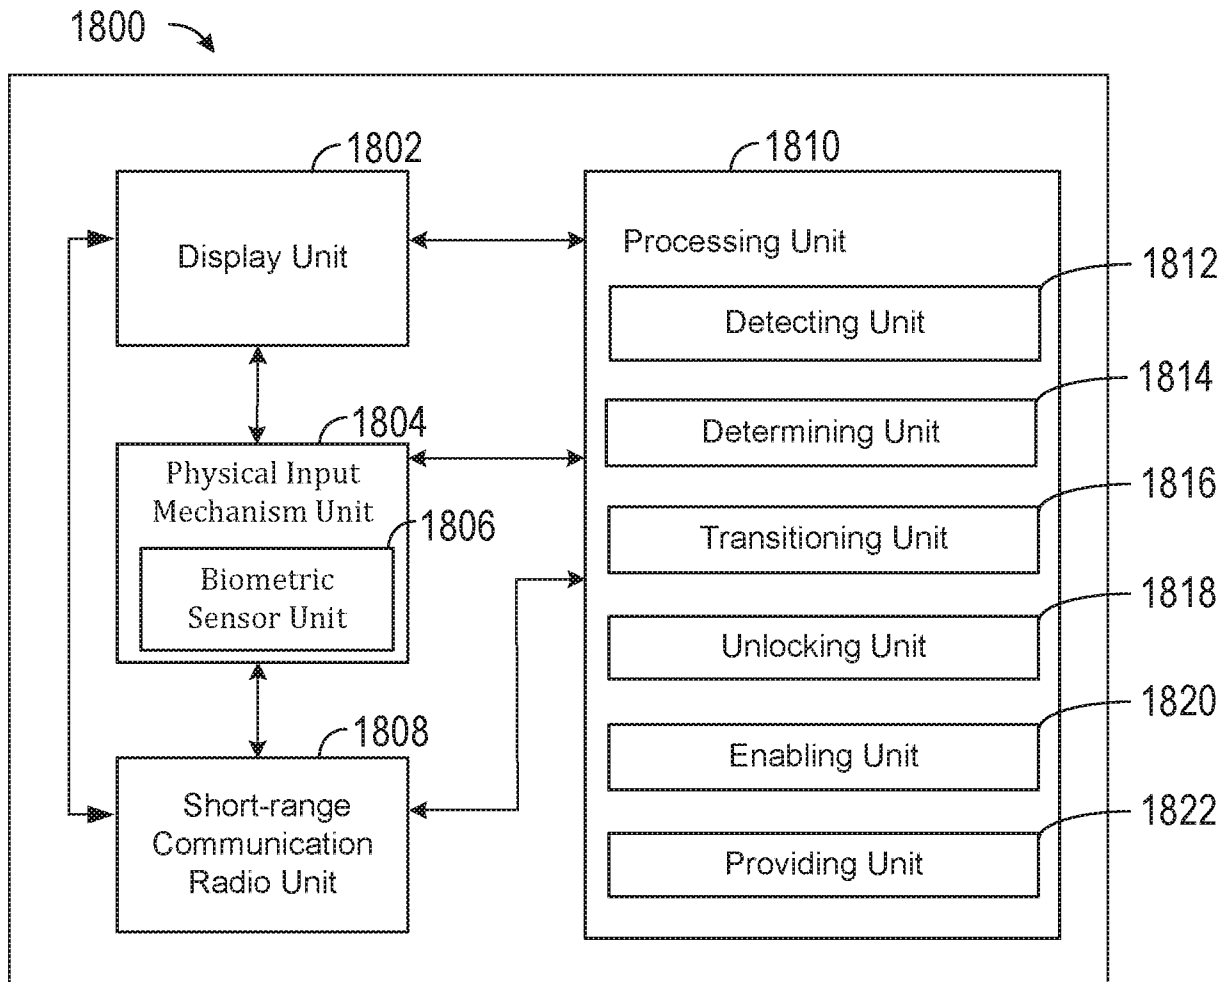 1800
1802
Display Unit
1804
Physical Input
Mechanism Unit
1806
Biometric
Sensor Unit
1808
Short-range
Communication
Radio Unit
1810
Processing Unit
1812
Detecting Unit
1814
Determining Unit
1816
Transitioning Unit
1818
Unlocking Unit
1820
Enabling Unit
1822
Providing Unit